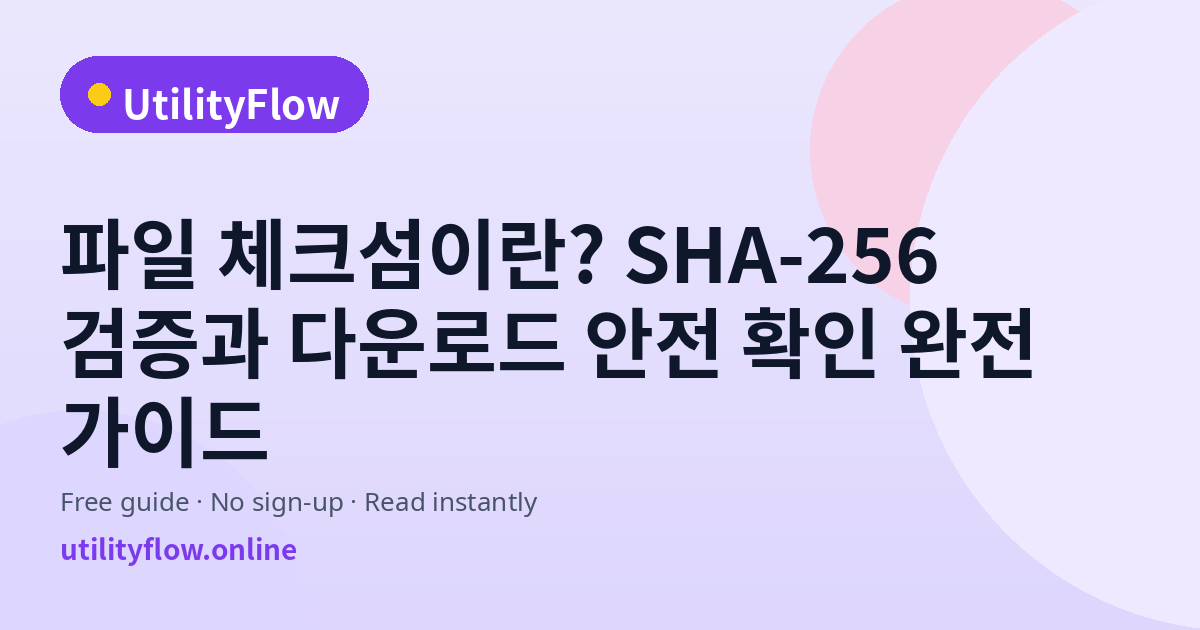 UtilityFlow
파일 체크섬이란? SHA-256
검증과 다운로드 안전 확인 완전
가이드
Free guide · No sign-up · Read instantly
utilityflow.online